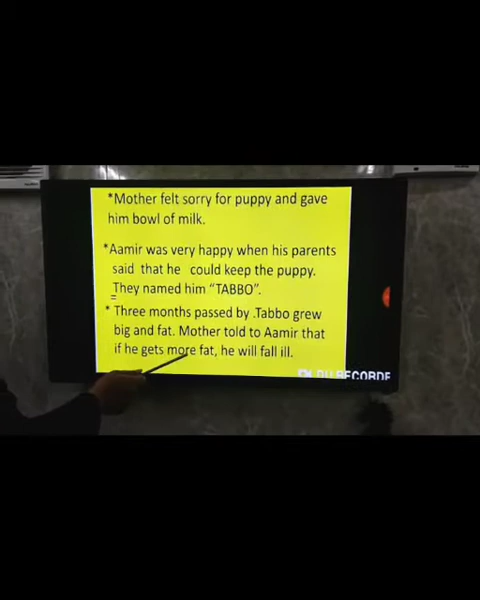 *Mother felt sorry for puppy and gave
him bowl of milk.
*Aamir was very happy when his parents
said that he could keep the puppy.
They named him “TABBO”.
* Three months passed by .Tabbo grew
big and fat. Mother told to Aamir that
if he gets more fat, he will fall ill.
DU RECORDE